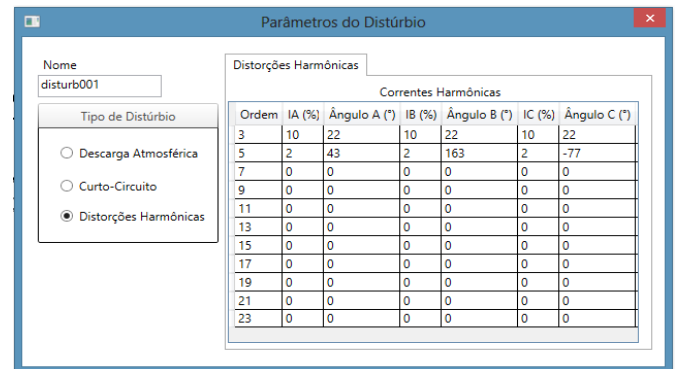 Parâmetros do Distúrbio
Nome
disturb001
Tipo de Distúrbio
Descarga Atmosférica
Curto-Circuito
Distorções Harmônicas
Distorções Harmônicas
Correntes Harmônicas
Ordem IA (%) Ângulo A (°) IB (%) Ângulo B (°) IC (%) Ângulo C (°)
3 10 22 10 22 10 22
5 2 43 2 163 2 -77
7 0 0 0 0 0 0
9 0 0 0 0 0 0
11 0 0 0 0 0 0
13 0 0 0 0 0 0
15 0 0 0 0 0 0
17 0 0 0 0 0 0
19 0 0 0 0 0 0
21 0 0 0 0 0 0
23 0 0 0 0 0 0